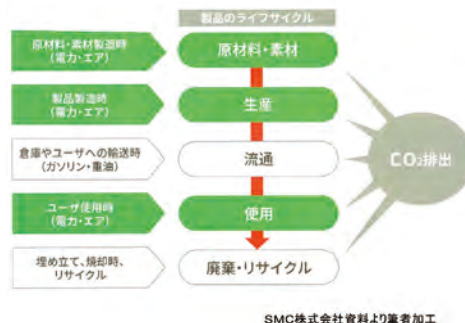 製品のライフサイクル
原材料・素材製造時
(電力・エア)
原材料・素材
製品製造時
(電力・エア)
生産
倉庫やユーザへの輸送時
(ガソリン・重油)
流通
CO₂排出
ユーザ使用時
(電力・エア)
使用
埋め立て、焼却時、
リサイクル
廃棄・リサイクル
SMC株式会社資料より筆者加工